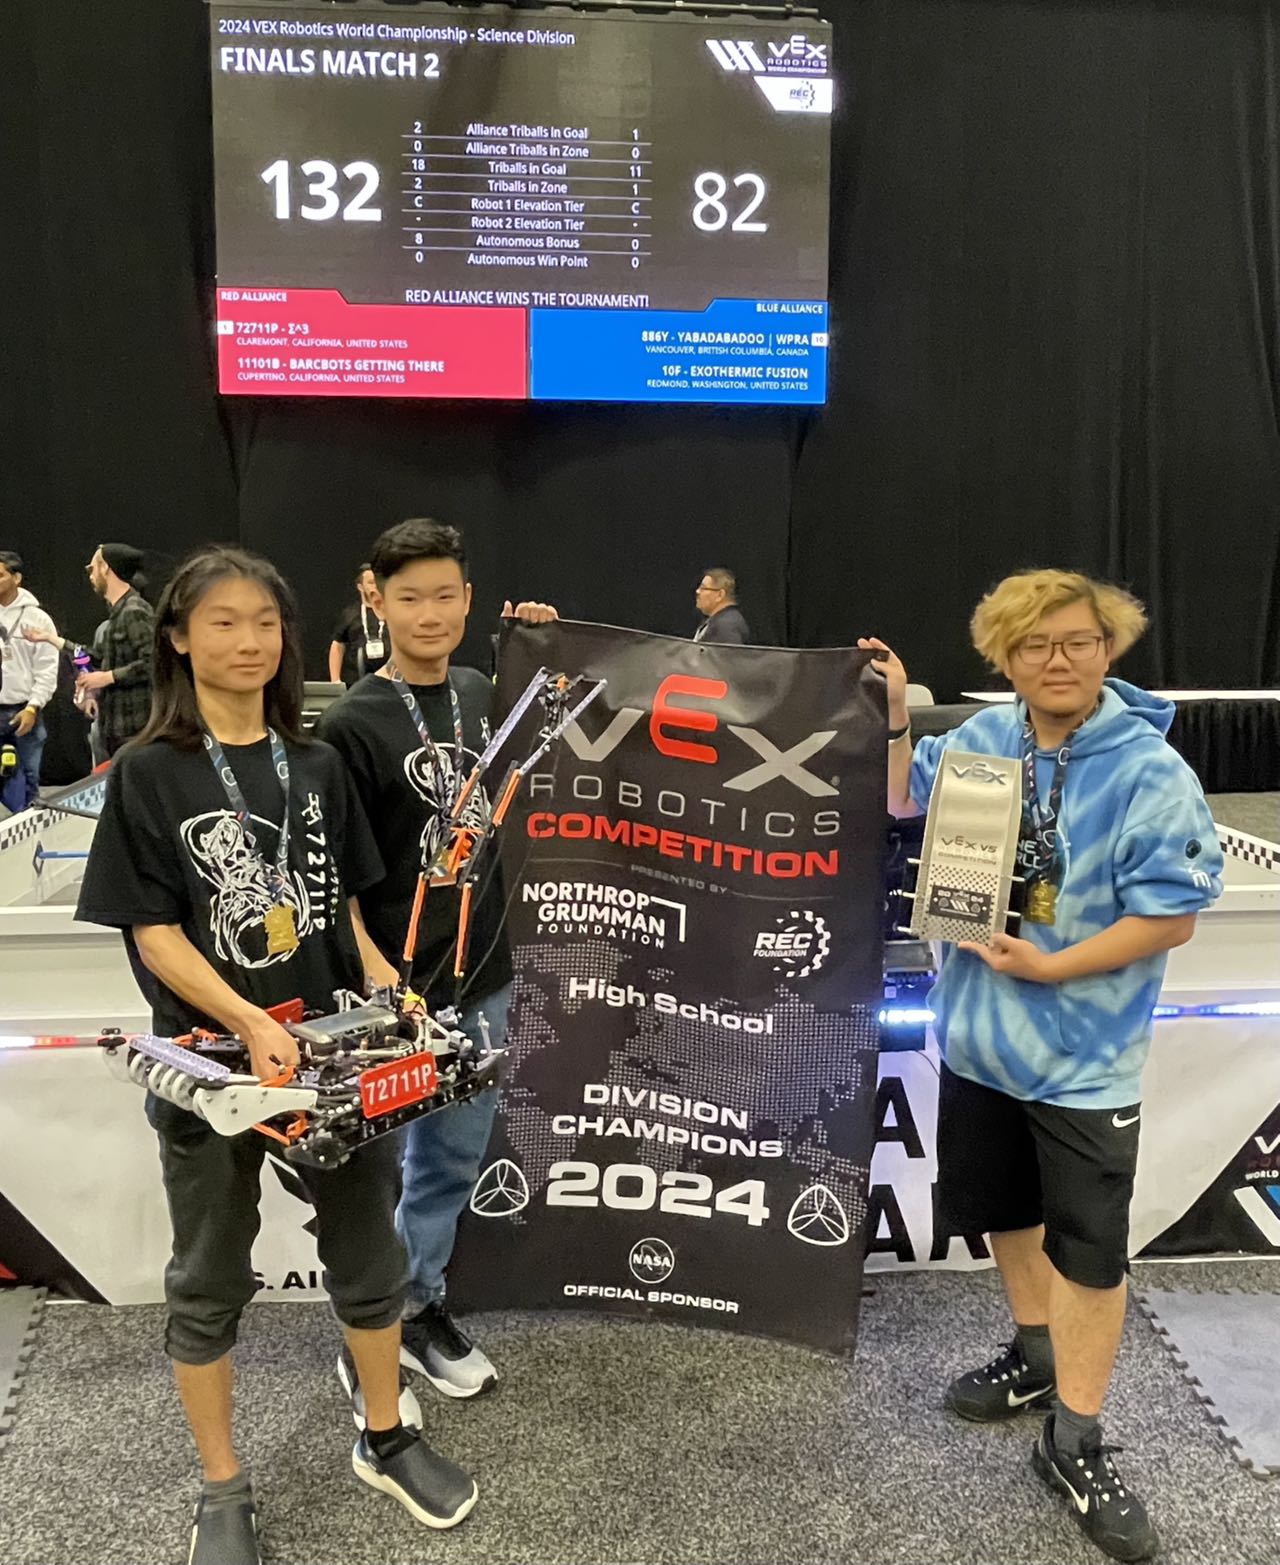 2024 VEX Robotics World Championship - Science Division
FINALS MATCH 2
VEX
ROBOTICS
WORLD CHAMPIONSHIP
REC
132
82
2 Alliance Triballs in Goal 1
0 Alliance Triballs in Zone 0
18 Triballs in Goal 11
2 Triballs in Zone 1
C Robot 1 Elevation Tier C
- Robot 2 Elevation Tier -
8 Autonomous Bonus 0
0 Autonomous Win Point 0
RED ALLIANCE WINS THE TOURNAMENT!
RED ALLIANCE
72711P - Σ^3
CLAREMONT, CALIFORNIA, UNITED STATES
11101B - BARCBOTS GETTING THERE
CUPERTINO, CALIFORNIA, UNITED STATES
BLUE ALLIANCE
886Y - YABADABADOO | WPRA 10
VANCOUVER, BRITISH COLUMBIA, CANADA
10F - EXOTHERMIC FUSION
REDMOND, WASHINGTON, UNITED STATES
72711P
72711P
VEX
ROBOTICS
COMPETITION
PRESENTED BY
NORTHROP
GRUMMAN
FOUNDATION
REC
FOUNDATION
High School
DIVISION
CHAMPIONS
2024
NASA
OFFICIAL SPONSOR
VEX
VEX V5
COMPETITION
S. AI
A
AR